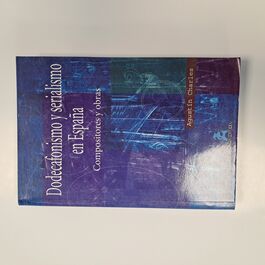 Dodecafonismo y serialismo
en España
Compositores y obras
Agustín Charles